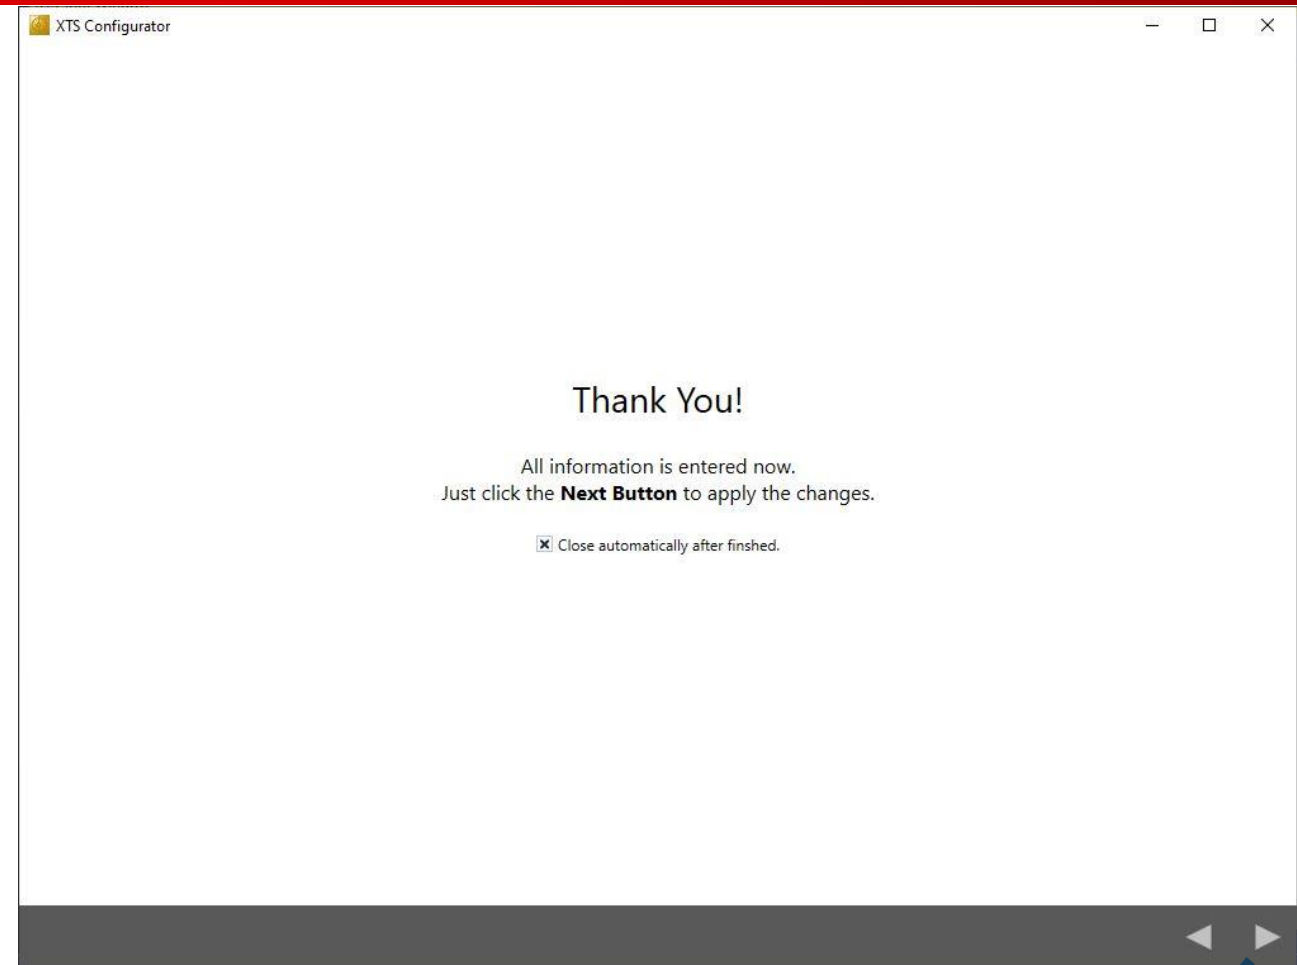 XTS Configurator
Thank You!
All information is entered now.
Just click the Next Button to apply the changes.
Close automatically after finshed.